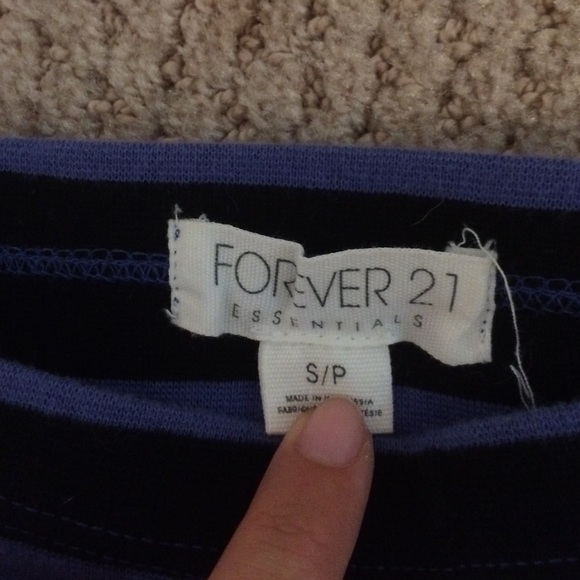 FOREVER 21
ESSENTIALS
S/P
MADE IN